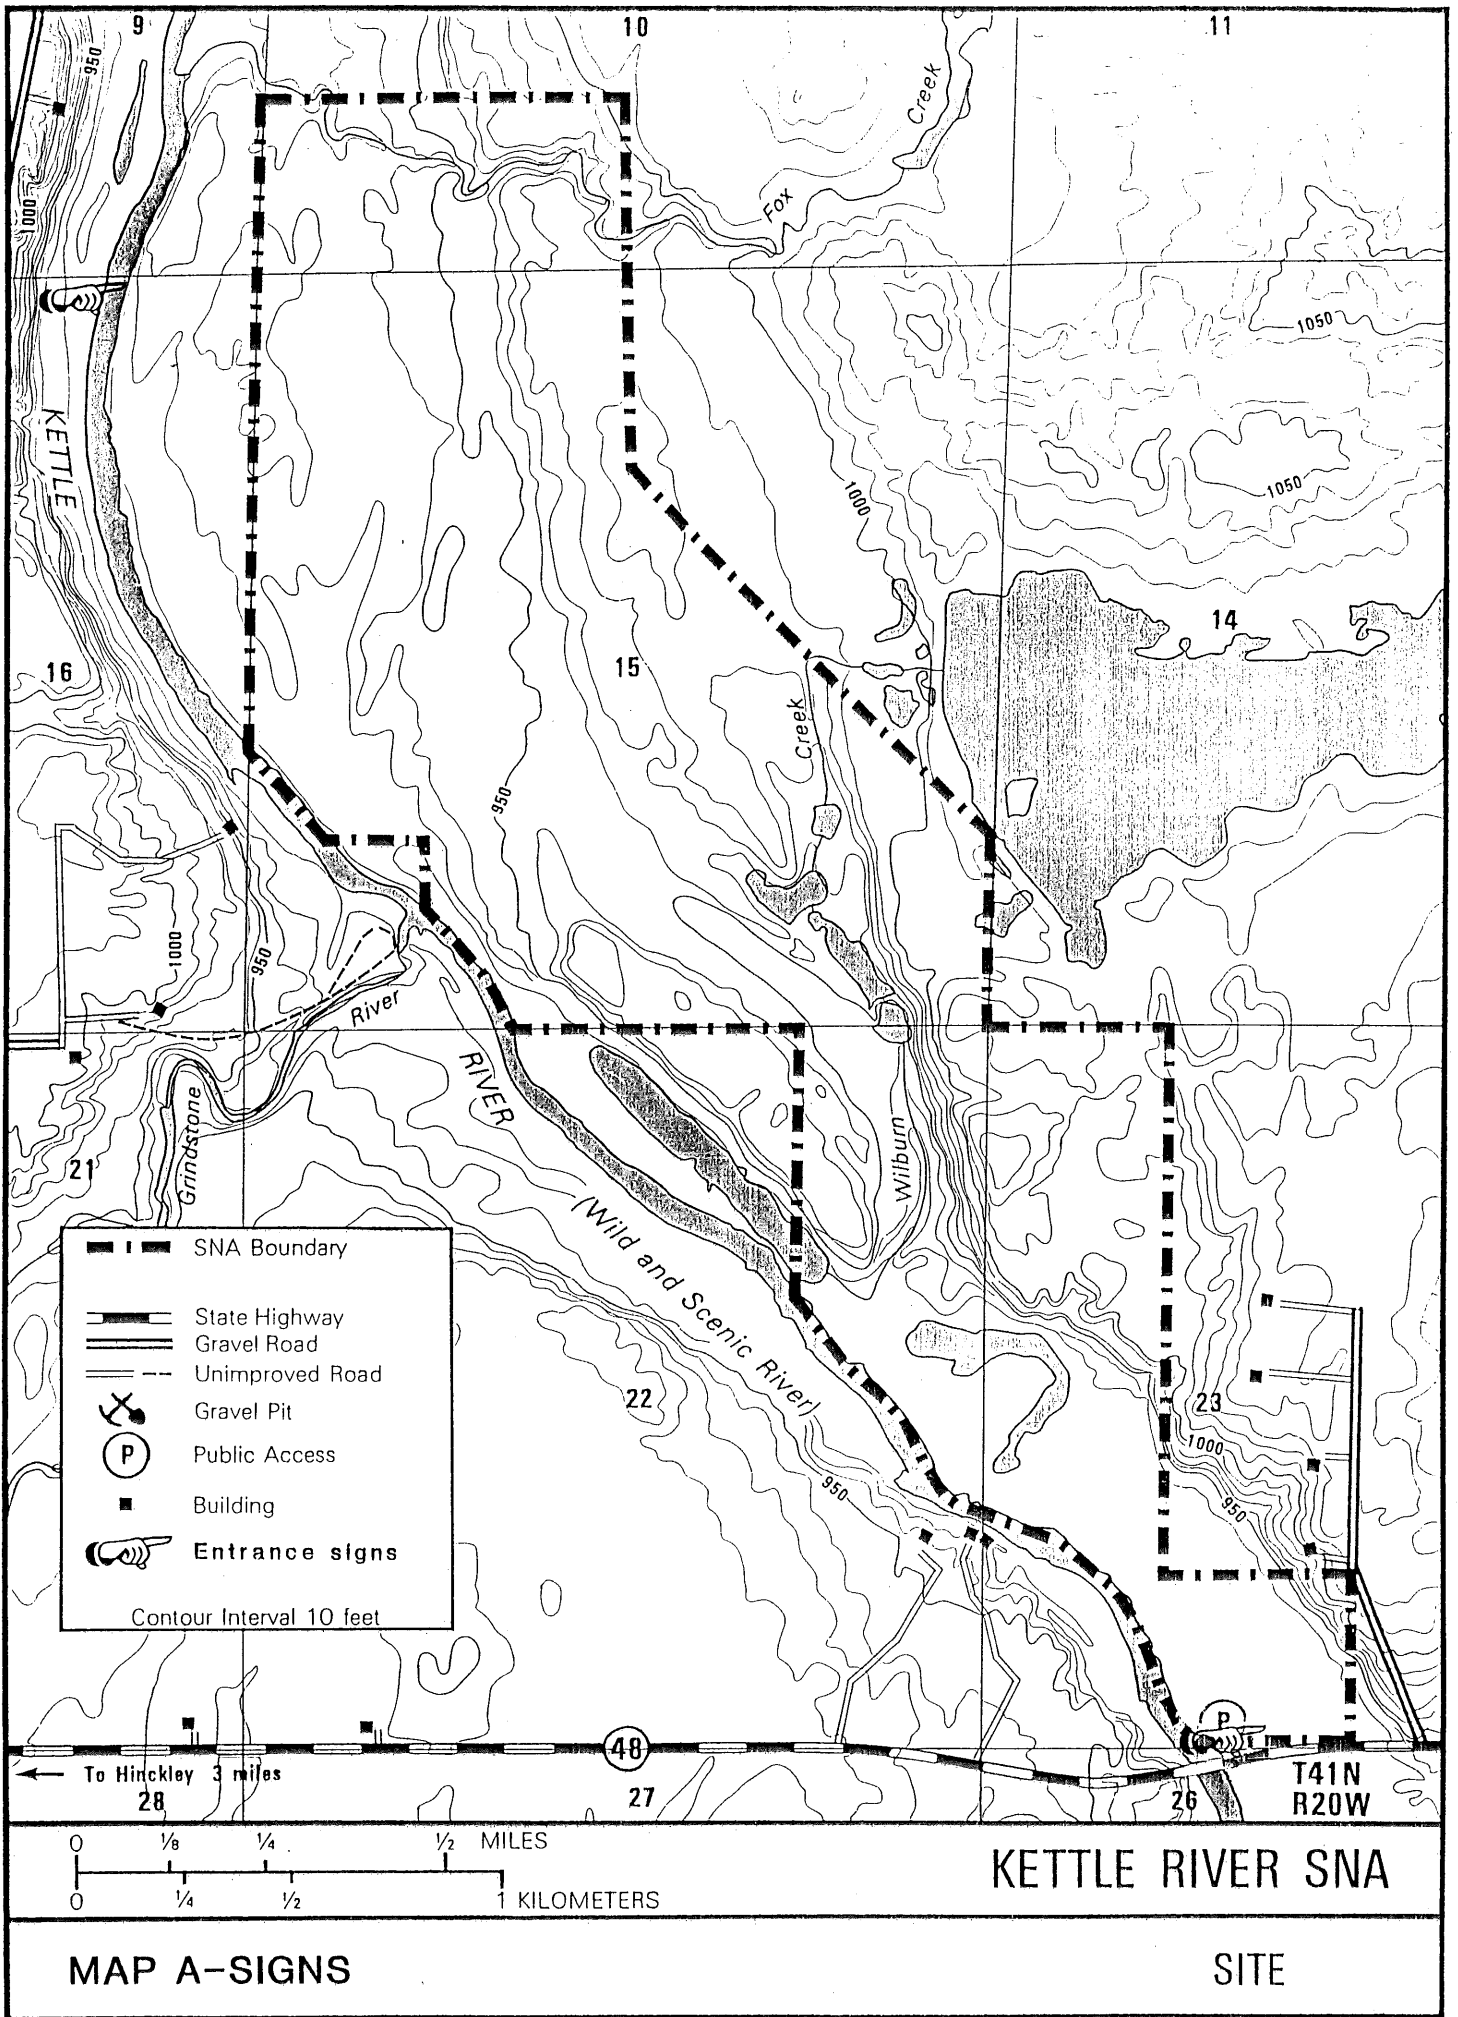 9
10
11
950
Creek
1000
Fox
1050
KETTLE
1050
1000
14
16
15
Creek
950
1000
950
River
RIVER
Grindstone
Wilburn
21
(Wild and Scenic River)
22
23
1000
950
950
SNA Boundary
State Highway
Gravel Road
Unimproved Road
Gravel Pit
P Public Access
Building
Entrance signs
Contour Interval 10 feet
P
48
To Hinckley 3 miles
T41N
R20W
28
27
26
0 1/8 1/4 1/2 MILES
0 1/4 1/2 1 KILOMETERS
KETTLE RIVER SNA
MAP A-SIGNS
SITE